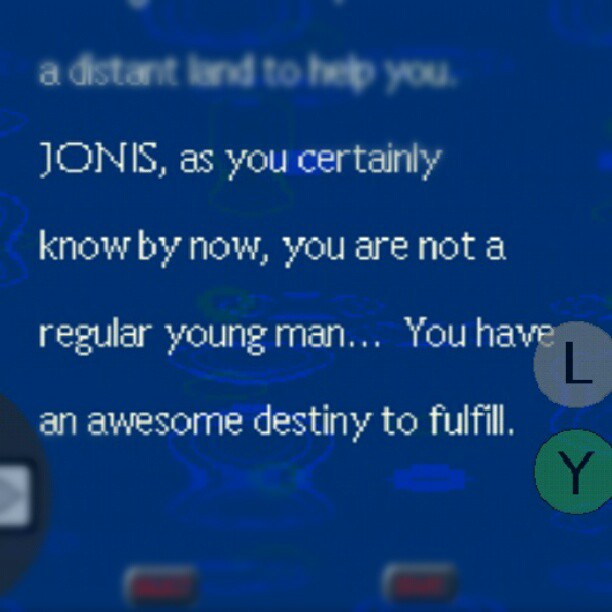 a distant land to help you.
JONIS, as you certainly
know by now, you are not a
regular young man... You have
an awesome destiny to fulfill.
L
Y